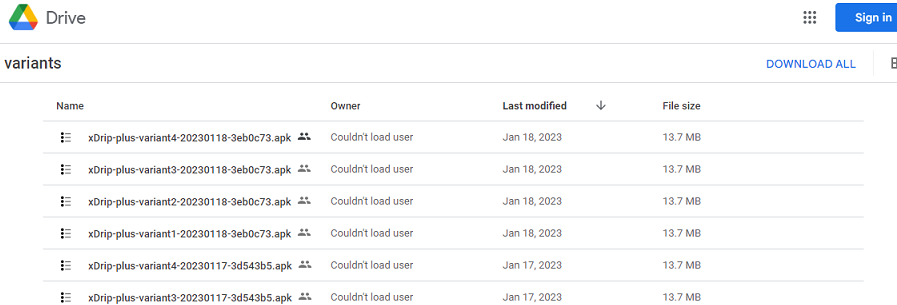 Drive Sign in
variants DOWNLOAD ALL
Name Owner Last modified File size
xDrip-plus-variant4-20230118-3eb0c73.apk Couldn't load user Jan 18, 2023 13.7 MB
xDrip-plus-variant3-20230118-3eb0c73.apk Couldn't load user Jan 18, 2023 13.7 MB
xDrip-plus-variant2-20230118-3eb0c73.apk Couldn't load user Jan 18, 2023 13.7 MB
xDrip-plus-variant1-20230118-3eb0c73.apk Couldn't load user Jan 18, 2023 13.7 MB
xDrip-plus-variant4-20230117-3d543b5.apk Couldn't load user Jan 17, 2023 13.7 MB
xDrip-plus-variant3-20230117-3d543b5.apk Couldn't load user Jan 17, 2023 13.7 MB